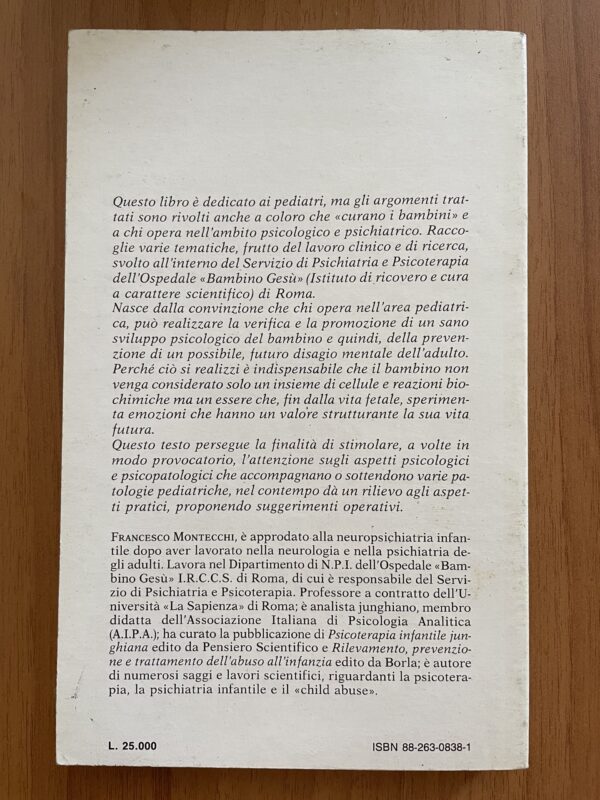 Questo libro è dedicato ai pediatri, ma gli argomenti trat-
tati sono rivolti anche a coloro che «curano i bambini» e
a chi opera nell'ambito psicologico e psichiatrico. Racco-
glie varie tematiche, frutto del lavoro clinico e di ricerca,
svolto all'interno del Servizio di Psichiatria e Psicoterapia
dell'Ospedale «Bambino Gesù» (Istituto di ricovero e cura
a carattere scientifico) di Roma.
Nasce dalla convinzione che chi opera nell'area pediatri-
ca, può realizzare la verifica e la promozione di un sano
sviluppo psicologico del bambino e quindi, della preven-
zione di un possibile, futuro disagio mentale dell'adulto.
Perché ciò si realizzi è indispensabile che il bambino non
venga considerato solo un insieme di cellule e reazioni bio-
chimiche ma un essere che, fin dalla vita fetale, sperimen-
ta emozioni che hanno un valore strutturante la sua vita
futura.
Questo testo persegue la finalità di stimolare, a volte in
modo provocatorio, l'attenzione sugli aspetti psicologici
e psicopatologici che accompagnano o sottendono varie pa-
tologie pediatriche, nel contempo dà un rilievo agli aspet-
ti pratici, proponendo suggerimenti operativi.
FRANCESCO MONTECCHI, è approdato alla neuropsichiatria infan-
tile dopo aver lavorato nella neurologia e nella psichiatria de-
gli adulti. Lavora nel Dipartimento di N.P.I. dell'Ospedale «Bam-
bino Gesù» I.R.C.C.S. di Roma, di cui è responsabile del Servi-
zio di Psichiatria e Psicoterapia. Professore a contratto dell'U-
niversità «La Sapienza» di Roma; è analista junghiano, membro
didatta dell'Associazione Italiana di Psicologia Analitica
(A.I.P.A.); ha curato la pubblicazione di Psicoterapia infantile jun-
ghiana edito da Pensiero Scientifico e Rilevamento, prevenzio-
ne e trattamento dell'abuso all'infanzia edito da Borla; è autore
di numerosi saggi e lavori scientifici, riguardanti la psicotera-
pia, la psichiatria infantile e il «child abuse».
L. 25.000
ISBN 88-263-0838-1